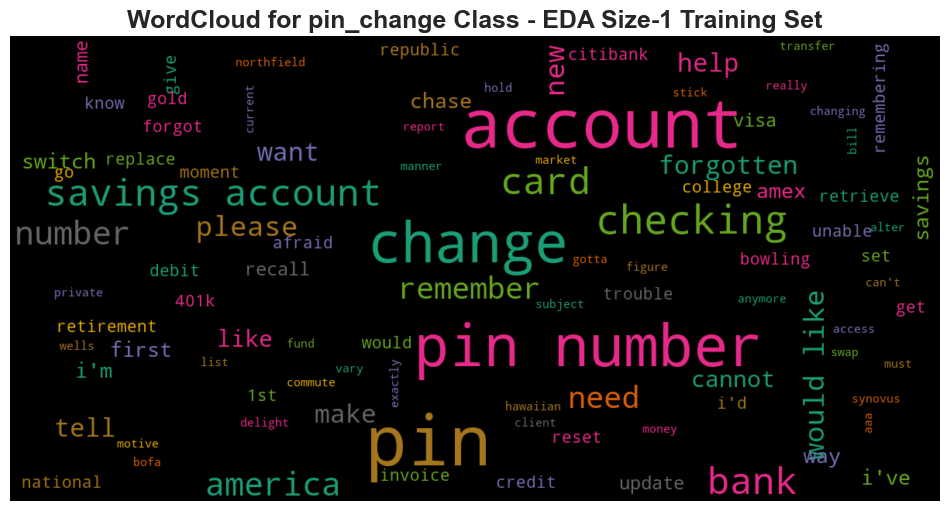 WordCloud for pin_change Class - EDA Size-1 Training Set
name
give
northfield
republic
new
citibank
help
transfer
remembering
know
gold
current
hold
chase
stick
really
changing
forgot
report
account
visa
bill
switch
replace
want
market
forgotten
go
moment
manner
card
college
amex
retrieve
savings
savings account
number
please
afraid
change
checking
unable
alter
debit
recall
gotta
figure
bowling
set
can't
private
401k
remember
subject
trouble
anymore
would like
get
retirement
wells
first
like
fund
would
pin number
access
swap
must
i'm
list
vary
exactly
cannot
commute
1st
make
hawaiian
need
i'd
synovus
tell
delight
client
reset
money
aaa
motive
bofa
pin
way
national
america
invoice
credit
update
bank
i've